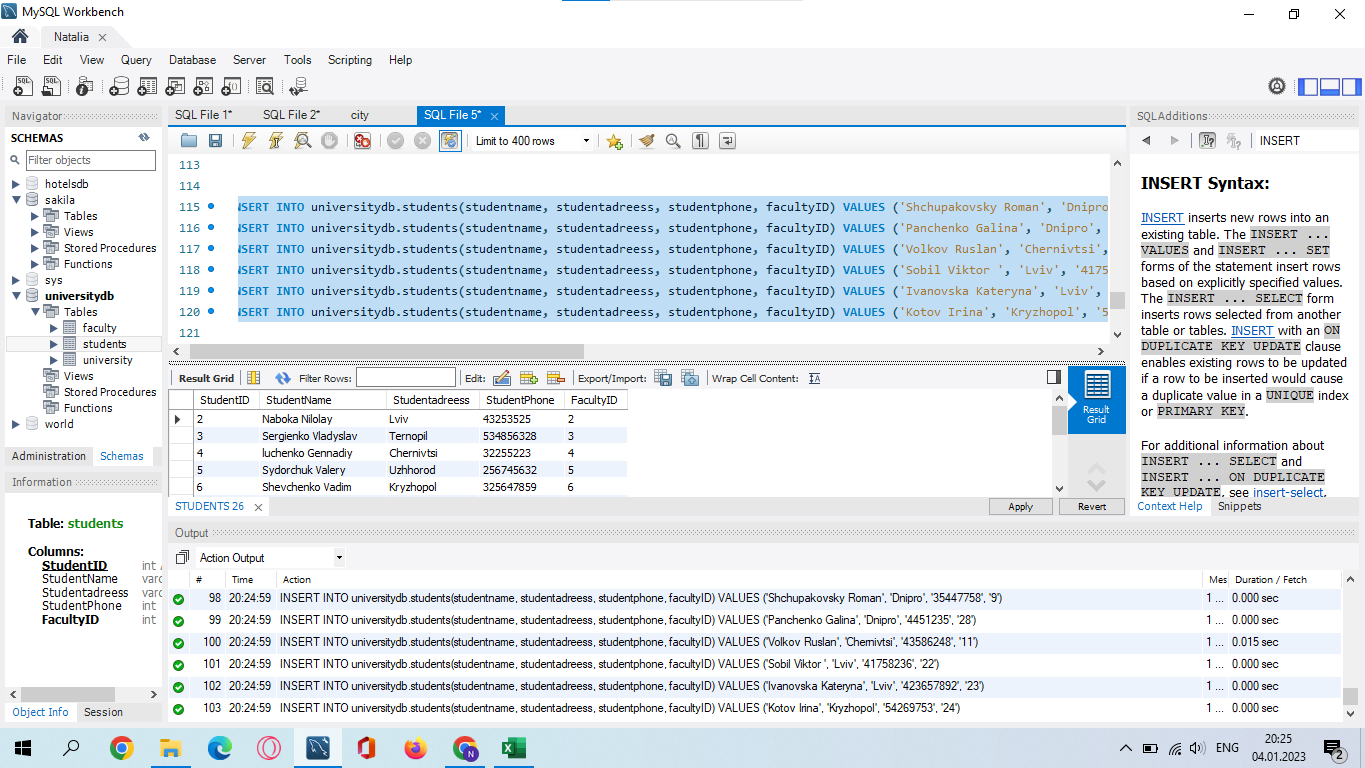 MySQL Workbench
Natalia
File Edit View Query Database Server Tools Scripting Help
Navigator
SCHEMAS
Filter objects
hotelsdb
sakila
Tables
Views
Stored Procedures
Functions
sys
universitydb
Tables
faculty
students
university
Views
Stored Procedures
Functions
world
Administration Schemas
Information
Table: students
Columns:
StudentID int
StudentName varc
Studentadreess varc
StudentPhone int
FacultyID int
Object Info Session
SQL File 1* SQL File 2* city SQL File 5*
Limit to 400 rows
113
114
115 NSERT INTO universitydb.students(studentname, studentadreess, studentphone, facultyID) VALUES ('Shchupakovsky Roman', 'Dnipro
116 NSERT INTO universitydb.students(studentname, studentadreess, studentphone, facultyID) VALUES ('Panchenko Galina', 'Dnipro',
117 NSERT INTO universitydb.students(studentname, studentadreess, studentphone, facultyID) VALUES ('Volkov Ruslan', 'Chernivtsi',
118 NSERT INTO universitydb.students(studentname, studentadreess, studentphone, facultyID) VALUES ('Sobil Viktor ', 'Lviv', '4175
119 NSERT INTO universitydb.students(studentname, studentadreess, studentphone, facultyID) VALUES ('Ivanovska Kateryna', 'Lviv',
120 NSERT INTO universitydb.students(studentname, studentadreess, studentphone, facultyID) VALUES ('Kotov Irina', 'Kryzhopol', '5
121
Result Grid Filter Rows: Edit: Export/Import: Wrap Cell Content:
StudentID StudentName Studentadreess StudentPhone FacultyID
2 Naboka Nilolay Lviv 43253525 2
3 Sergienko Vladyslav Ternopil 534856328 3
4 Iuchenko Gennadiy Chernivtsi 32255223 4
5 Sydorchuk Valery Uzhhorod 256745632 5
6 Shevchenko Vadim Kryzhopol 325647859 6
Result
Grid
STUDENTS 26 Apply Revert
SQLAdditions
INSERT
INSERT Syntax:
INSERT inserts new rows into an
existing table. The INSERT ...
VALUES and INSERT ... SET
forms of the statement insert rows
based on explicitly specified values.
The INSERT ... SELECT form
inserts rows selected from another
table or tables. INSERT with an ON
DUPLICATE KEY UPDATE clause
enables existing rows to be updated
if a row to be inserted would cause
a duplicate value in a UNIQUE index
or PRIMARY KEY.
For additional information about
INSERT ... SELECT and
INSERT ... ON DUPLICATE
KEY UPDATE, see insert-select,
Context Help Snippets
Output
Action Output
# Time Action Mes Duration / Fetch
98 20:24:59 INSERT INTO universitydb.students(studentname, studentadreess, studentphone, facultyID) VALUES ('Shchupakovsky Roman', 'Dnipro', '35447758', '9') 1 ... 0.000 sec
99 20:24:59 INSERT INTO universitydb.students(studentname, studentadreess, studentphone, facultyID) VALUES ('Panchenko Galina', 'Dnipro', '4451235', '28') 1 ... 0.000 sec
100 20:24:59 INSERT INTO universitydb.students(studentname, studentadreess, studentphone, facultyID) VALUES ('Volkov Ruslan', 'Chernivtsi', '43586248', '11') 1 ... 0.015 sec
101 20:24:59 INSERT INTO universitydb.students(studentname, studentadreess, studentphone, facultyID) VALUES ('Sobil Viktor ', 'Lviv', '41758236', '22') 1 ... 0.000 sec
102 20:24:59 INSERT INTO universitydb.students(studentname, studentadreess, studentphone, facultyID) VALUES ('Ivanovska Kateryna', 'Lviv', '423657892', '23') 1 ... 0.000 sec
103 20:24:59 INSERT INTO universitydb.students(studentname, studentadreess, studentphone, facultyID) VALUES ('Kotov Irina', 'Kryzhopol', '54269753', '24') 1 ... 0.000 sec
ENG
20:25
04.01.2023
2